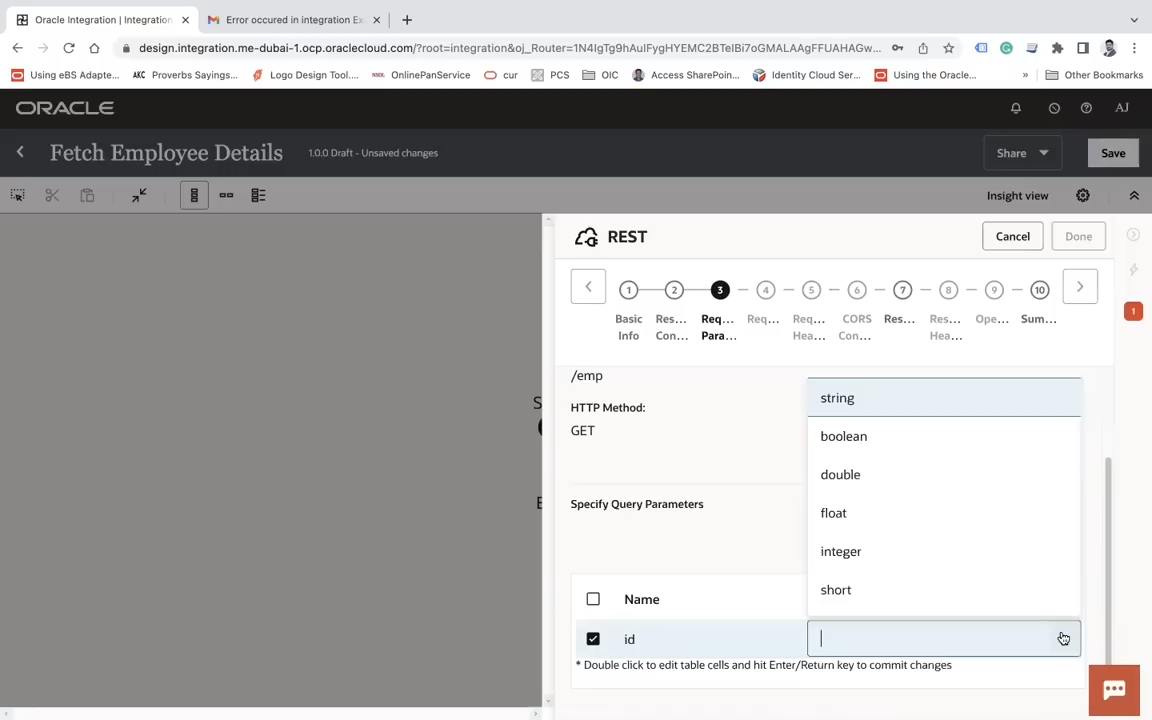 Oracle Integration | Integration
Error occured in integration Ex
design.integration.me-dubai-1.ocp.oraclecloud.com/?root=integration&oj_Router=1N4IgTg9hAuIFygHYEMC2BTeIBi7oGMALAAgFFUAHAGw...
Using eBS Adapte...
AKC Proverbs Sayings...
Logo Design Tool....
OnlinePanService
cur
PCS
OIC
Access SharePoin...
Identity Cloud Ser...
Using the Oracle...
»
Other Bookmarks
ORACLE
AJ
Fetch Employee Details
1.0.0 Draft - Unsaved changes
Share
Save
Insight view
REST
Cancel
Done
1 2 3 4 5 6 7 8 9 10
Basic Info
Res... Con...
Req... Para...
Req...
Req... Hea...
CORS Con...
Res...
Res... Hea...
Ope...
Sum...
1
/emp
HTTP Method:
GET
Specify Query Parameters
string
boolean
double
float
integer
short
Name
id
* Double click to edit table cells and hit Enter/Return key to commit changes